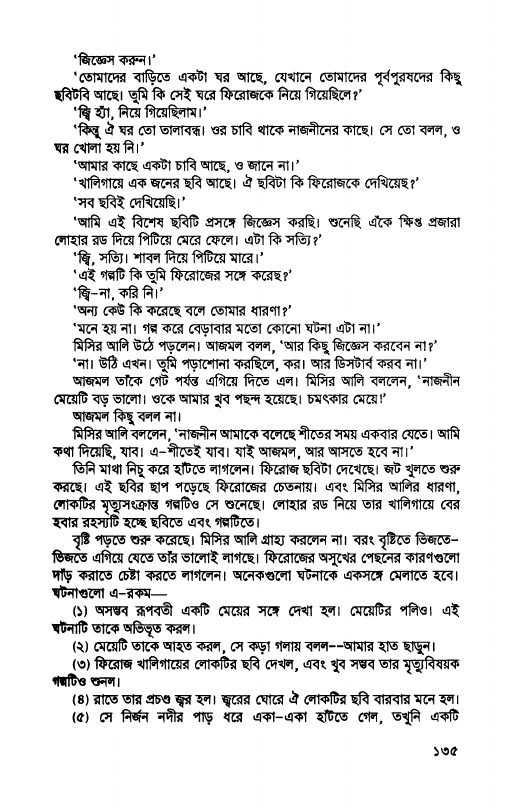 ‘জিজ্ঞেস করুন।’
‘তোমাদের বাড়িতে একটা ঘর আছে, যেখানে তোমাদের পূর্বপুরষদের কিছু
ছবিটবি আছে। তুমি কি সেই ঘরে ফিরোজকে নিয়ে গিয়েছিলে?’
‘জ্বি হ্যাঁ, নিয়ে গিয়েছিলাম।’
‘কিন্তু ঐ ঘর তো তালাবন্ধ। ওর চাবি থাকে নাজনীনের কাছে। সে তো বলল, ও
ঘর খোলা হয় নি।’
‘আমার কাছে একটা চাবি আছে, ও জানে না।’
‘খালিগায়ে এক জনের ছবি আছে। ঐ ছবিটা কি ফিরোজকে দেখিয়েছ?’
‘সব ছবিই দেখিয়েছি।’
‘আমি এই বিশেষ ছবিটি প্রসঙ্গে জিজ্ঞেস করছি। শুনেছি এঁকে ক্ষিপ্ত প্রজারা
লোহার রড দিয়ে পিটিয়ে মেরে ফেলে। এটা কি সত্যি?’
‘জ্বি, সত্যি। শাবল দিয়ে পিটিয়ে মারে।’
‘এই গল্পটি কি তুমি ফিরোজের সঙ্গে করেছ?’
‘জ্বি-না, করি নি।’
‘অন্য কেউ কি করেছে বলে তোমার ধারণা?’
‘মনে হয় না। গল্প করে বেড়াবার মতো কোনো ঘটনা এটা না।’
মিসির আলি উঠে পড়লেন। আজমল বলল, ‘আর কিছু জিজ্ঞেস করবেন না?’
‘না। উঠি এখন। তুমি পড়াশোনা করছিলে, কর। আর ডিসটার্ব করব না।’
আজমল তাঁকে গেট পর্যন্ত এগিয়ে দিতে এল। মিসির আলি বললেন, ‘নাজনীন
মেয়েটি বড় ভালো। ওকে আমার খুব পছন্দ হয়েছে। চমৎকার মেয়ে!’
আজমল কিছু বলল না।
মিসির আলি বললেন, ‘নাজনীন আমাকে বলেছে শীতের সময় একবার যেতে। আমি
কথা দিয়েছি, যাব। এ-শীতেই যাব। যাই আজমল, আর আসতে হবে না।’
তিনি মাথা নিচু করে হাঁটতে লাগলেন। ফিরোজ ছবিটা দেখেছে। জট খুলতে শুরু
করছে। এই ছবির ছাপ পড়েছে ফিরোজের চেতনায়। এবং মিসির আলির ধারণা,
লোকটির মৃত্যুসংক্রান্ত গল্পটিও সে শুনেছে। লোহার রড নিয়ে তার খালিগায়ে বের
হবার রহস্যটি হচ্ছে ছবিতে এবং গল্পটিতে।
বৃষ্টি পড়তে শুরু করেছে। মিসির আলি গ্রাহ্য করলেন না। বরং বৃষ্টিতে ভিজতে-
ভিজতে এগিয়ে যেতে তাঁর ভালোই লাগছে। ফিরোজের অসুখের পেছনের কারণগুলো
দাঁড় করাতে চেষ্টা করতে লাগলেন। অনেকগুলো ঘটনাকে একসঙ্গে মেলাতে হবে।
ঘটনাগুলো এ-রকম—
(১) অসম্ভব রূপবতী একটি মেয়ের সঙ্গে দেখা হল। মেয়েটির পলিও। এই
ঘটনাটি তাকে অভিভূত করল।
(২) মেয়েটি তাকে আহত করল, সে কড়া গলায় বলল--আমার হাত ছাড়ুন।
(৩) ফিরোজ খালিগায়ের লোকটির ছবি দেখল, এবং খুব সম্ভব তার মৃত্যুবিষয়ক
গল্পটিও শুনল।
(৪) রাতে তার প্রচণ্ড জ্বর হল। জ্বরের ঘোরে ঐ লোকটির ছবি বারবার মনে হল।
(৫) সে নির্জন নদীর পাড় ধরে একা-একা হাঁটতে গেল, তখুনি একটি
১৩৫